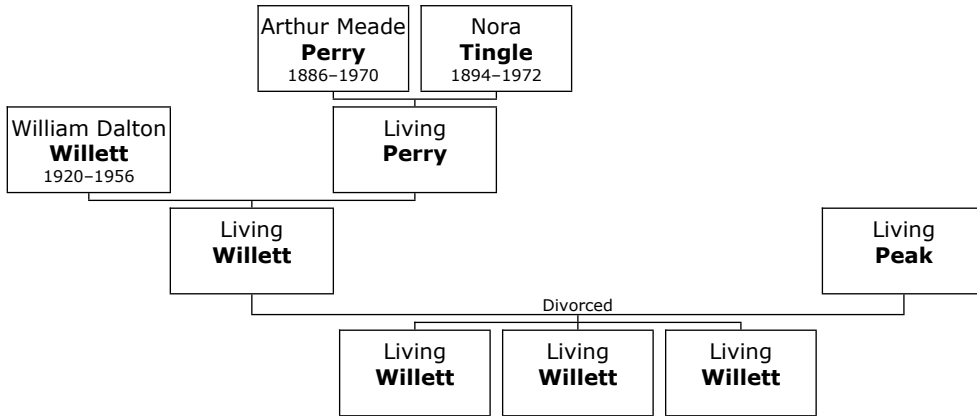 Arthur Meade
Perry
1886–1970
Nora
Tingle
1894–1972
William Dalton
Willett
1920–1956
Living
Perry
Living
Willett
Living
Peak
Divorced
Living
Willett
Living
Willett
Living
Willett